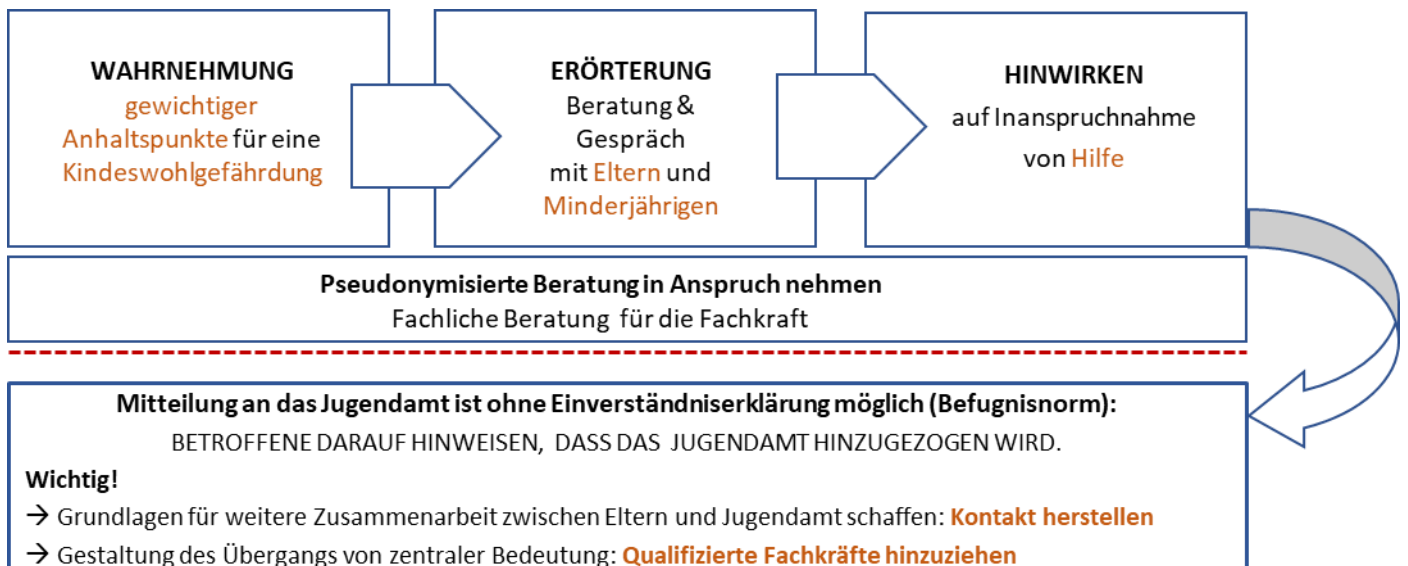 WAHRNEHMUNG
gewichtiger
Anhaltspunkte für eine
Kindeswohlgefährdung
ERÖRTERUNG
Beratung &
Gespräch
mit Eltern und
Minderjährigen
HINWIRKEN
auf Inanspruchnahme
von Hilfe
Pseudonymisierte Beratung in Anspruch nehmen
Fachliche Beratung für die Fachkraft
Mitteilung an das Jugendamt ist ohne Einverständniserklärung möglich (Befugnisnorm):
BETROFFENE DARAUF HINWEISEN, DASS DAS JUGENDAMT HINZUGEZOGEN WIRD.
Wichtig!
→ Grundlagen für weitere Zusammenarbeit zwischen Eltern und Jugendamt schaffen: Kontakt herstellen
→ Gestaltung des Übergangs von zentraler Bedeutung: Qualifizierte Fachkräfte hinzuziehen